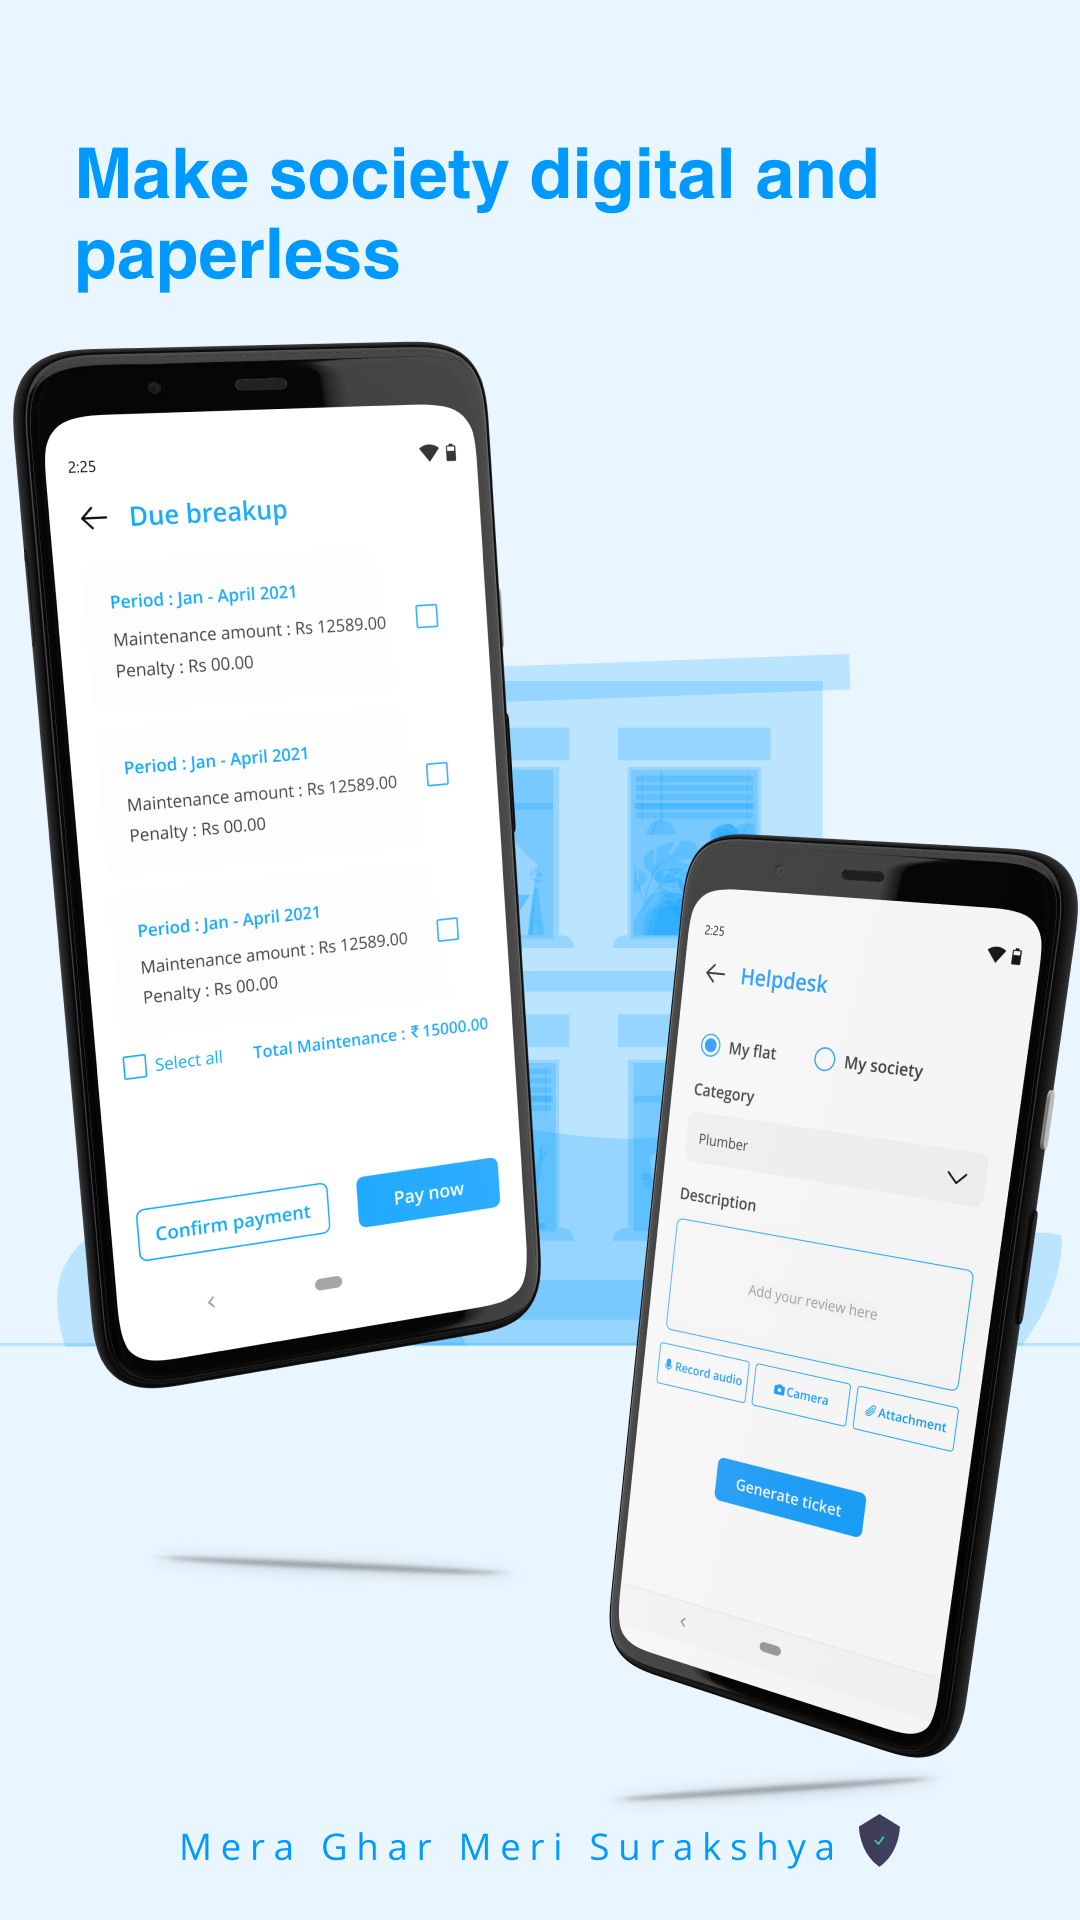 Make society digital and
paperless
2:25
Due breakup
Period : Jan - April 2021
Maintenance amount : Rs 12589.00
Penalty : Rs 00.00
Period : Jan - April 2021
Maintenance amount : Rs 12589.00
Penalty : Rs 00.00
Period : Jan - April 2021
Maintenance amount : Rs 12589.00
Penalty : Rs 00.00
Select all Total Maintenance : ₹ 15000.00
Confirm payment Pay now
2:25
Helpdesk
My flat My society
Category
Plumber
Description
Add your review here
Record audio Camera Attachment
Generate ticket
Mera Ghar Meri Surakshya